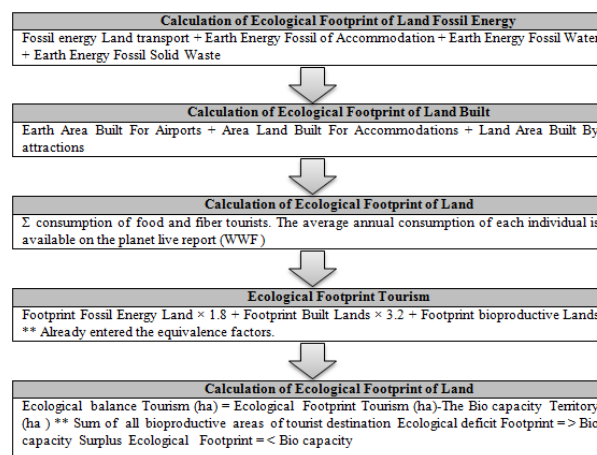 Calculation of Ecological Footprint of Land Fossil Energy
Fossil energy Land transport + Earth Energy Fossil of Accommodation + Earth Energy Fossil Water
+ Earth Energy Fossil Solid Waste
Calculation of Ecological Footprint of Land Built
Earth Area Built For Airports + Area Land Built For Accommodations + Land Area Built By
attractions
Calculation of Ecological Footprint of Land
Σ consumption of food and fiber tourists. The average annual consumption of each individual is
available on the planet live report (WWF )
Ecological Footprint Tourism
Footprint Fossil Energy Land × 1.8 + Footprint Built Lands × 3.2 + Footprint bioproductive Lands
** Already entered the equivalence factors.
Calculation of Ecological Footprint of Land
Ecological balance Tourism (ha) = Ecological Footprint Tourism (ha)-The Bio capacity Territory
(ha ) ** Sum of all bioproductive areas of tourist destination Ecological deficit Footprint = > Bio
capacity Surplus Ecological Footprint = < Bio capacity